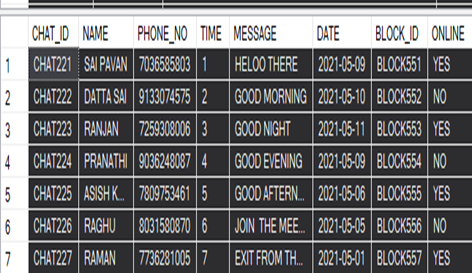 CHAT_ID NAME PHONE_NO TIME MESSAGE DATE BLOCK_ID ONLINE
1 CHAT221 SAI PAVAN 7036585803 1 HELOO THERE 2021-05-09 BLOCK551 YES
2 CHAT222 DATTA SAI 9133074575 2 GOOD MORNING 2021-05-10 BLOCK552 NO
3 CHAT223 RANJAN 7259308006 3 GOOD NIGHT 2021-05-11 BLOCK553 YES
4 CHAT224 PRANATHI 9036248087 4 GOOD EVENING 2021-05-09 BLOCK554 NO
5 CHAT225 ASISH K... 7809753461 5 GOOD AFTERN... 2021-05-06 BLOCK555 YES
6 CHAT226 RAGHU 8031580870 6 JOIN THE MEE... 2021-05-05 BLOCK556 NO
7 CHAT227 RAMAN 7736281005 7 EXIT FROM TH... 2021-05-01 BLOCK557 YES